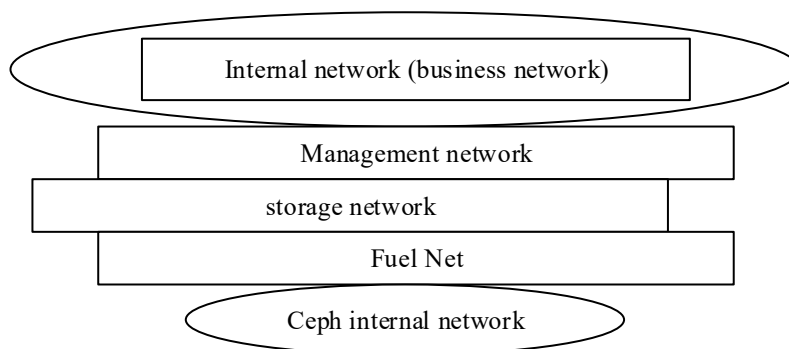 Internal network (business network)
Management network
storage network
Fuel Net
Ceph internal network